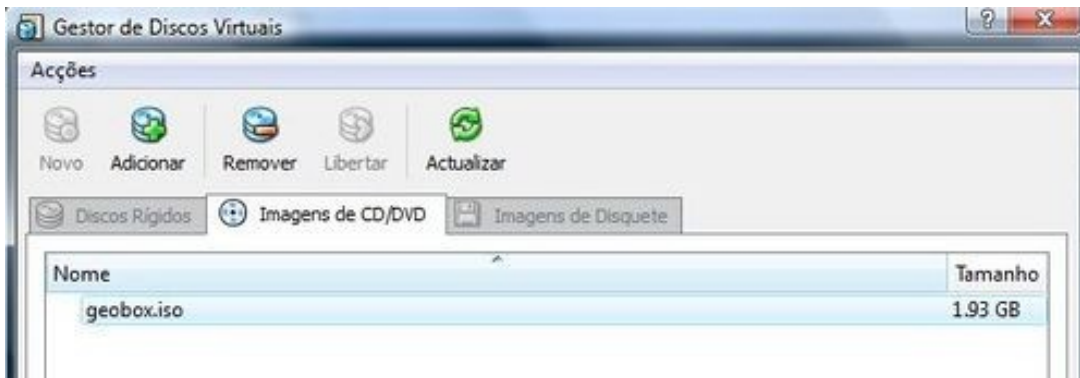 Gestor de Discos Virtuais
Acções
Novo Adicionar Remover Libertar Actualizar
Discos Rígidos Imagens de CD/DVD Imagens de Disquete
Nome Tamanho
geobox.iso 1.93 GB